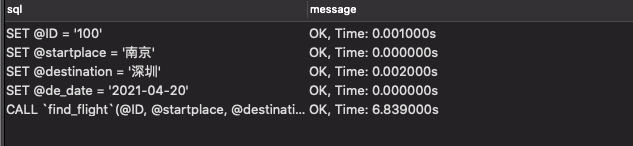 sql message
SET @ID = '100' OK, Time: 0.001000s
SET @startplace = '南京' OK, Time: 0.000000s
SET @destination = '深圳' OK, Time: 0.002000s
SET @de_date = '2021-04-20' OK, Time: 0.000000s
CALL `find_flight`(@ID, @startplace, @destinati... OK, Time: 6.839000s